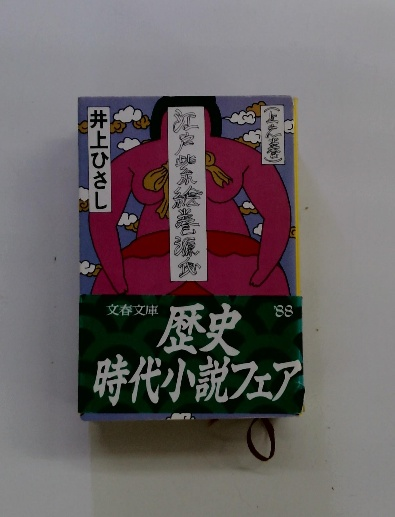 井上ひさし
江戸紫絵巻源氏
(上の巻)
文春文庫
'88
歴史
時代小説フェア